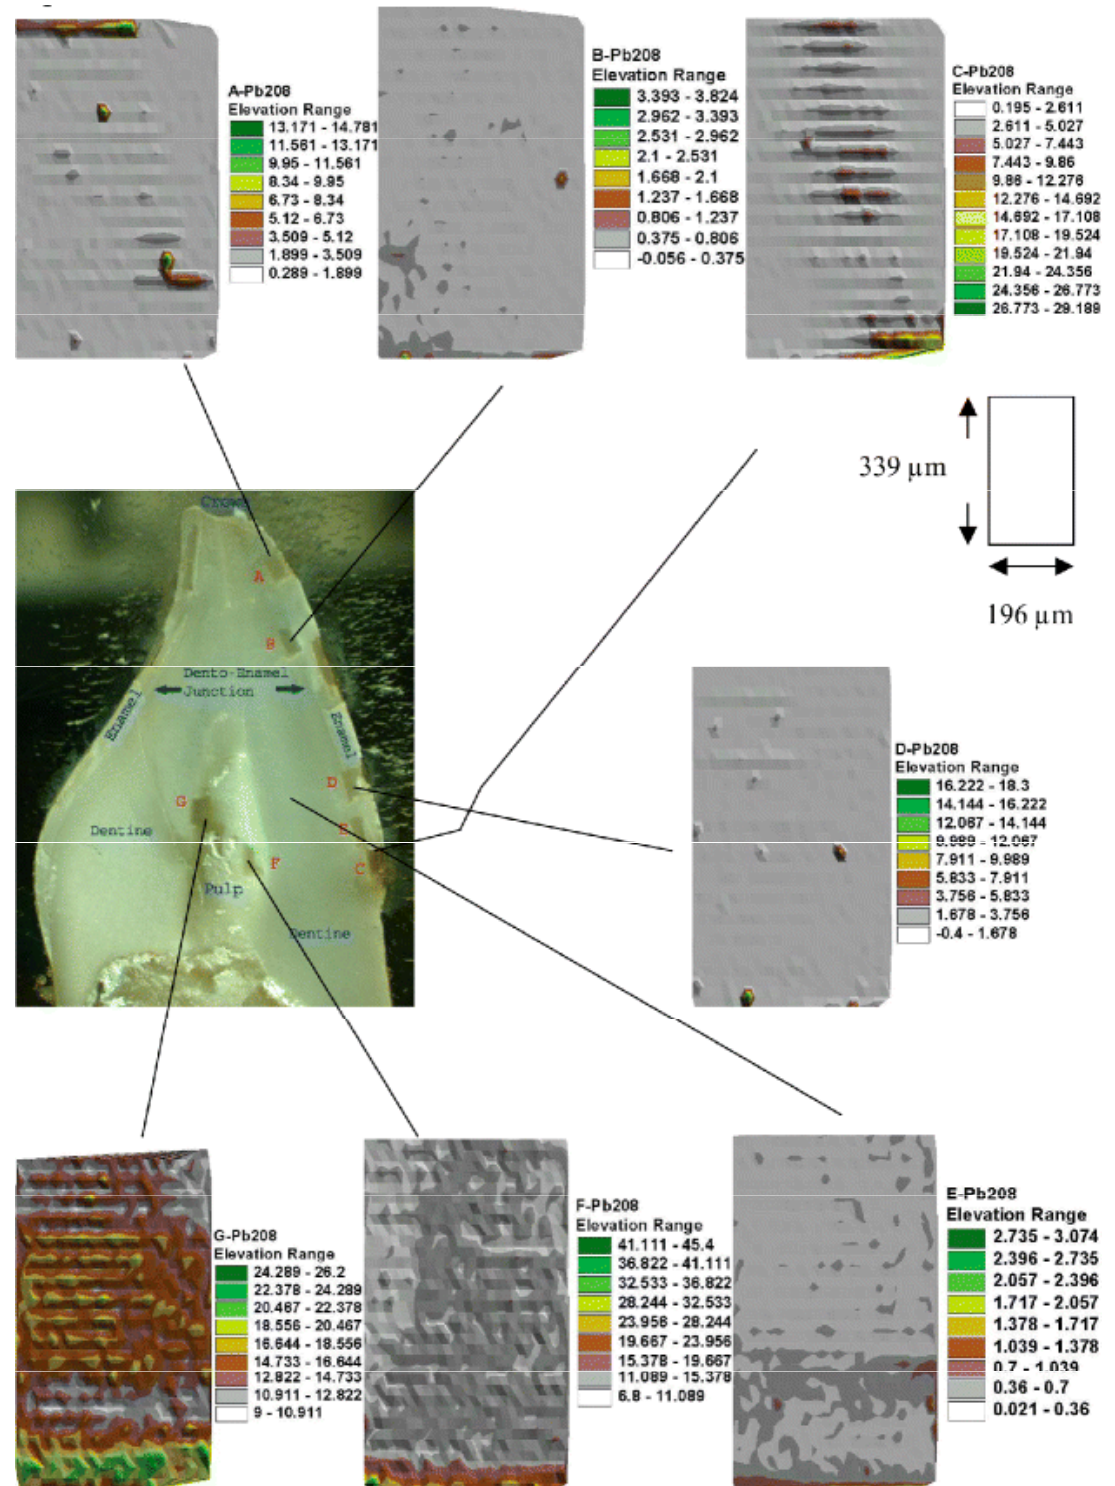 A-Pb208
Elevation Range
13.171 - 14.781
11.561 - 13.171
9.95 - 11.561
8.34 - 9.95
6.73 - 8.34
5.12 - 6.73
3.509 - 5.12
1.899 - 3.509
0.289 - 1.899
B-Pb208
Elevation Range
3.393 - 3.824
2.962 - 3.393
2.531 - 2.962
2.1 - 2.531
1.668 - 2.1
1.237 - 1.668
0.806 - 1.237
0.375 - 0.806
-0.056 - 0.375
C-Pb208
Elevation Range
0.195 - 2.611
2.611 - 5.027
5.027 - 7.443
7.443 - 9.86
9.86 - 12.276
12.276 - 14.692
14.692 - 17.108
17.108 - 19.524
19.524 - 21.94
21.94 - 24.356
24.356 - 26.773
26.773 - 29.189
339 µm
196 µm
Crown
A
B
Dento-Enamel
Junction
Enamel
Enamel
D
G
E
Dentine
F
C
Pulp
Dentine
D-Pb208
Elevation Range
16.222 - 18.3
14.144 - 16.222
12.067 - 14.144
9.989 - 12.067
7.911 - 9.989
5.833 - 7.911
3.756 - 5.833
1.678 - 3.756
-0.4 - 1.678
G-Pb208
Elevation Range
24.289 - 26.2
22.378 - 24.289
20.467 - 22.378
18.556 - 20.467
16.644 - 18.556
14.733 - 16.644
12.822 - 14.733
10.911 - 12.822
9 - 10.911
F-Pb208
Elevation Range
41.111 - 45.4
36.822 - 41.111
32.533 - 36.822
28.244 - 32.533
23.956 - 28.244
19.667 - 23.956
15.378 - 19.667
11.089 - 15.378
6.8 - 11.089
E-Pb208
Elevation Range
2.735 - 3.074
2.396 - 2.735
2.057 - 2.396
1.717 - 2.057
1.378 - 1.717
1.039 - 1.378
0.7 - 1.039
0.36 - 0.7
0.021 - 0.36